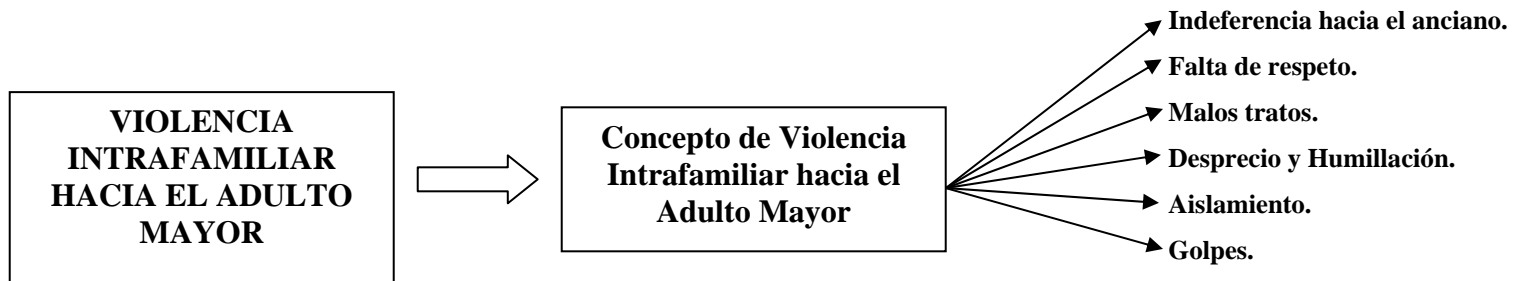 VIOLENCIA
INTRAFAMILIAR
HACIA EL ADULTO
MAYOR
Concepto de Violencia
Intrafamiliar hacia el
Adulto Mayor
Indeferencia hacia el anciano.
Falta de respeto.
Malos tratos.
Desprecio y Humillación.
Aislamiento.
Golpes.